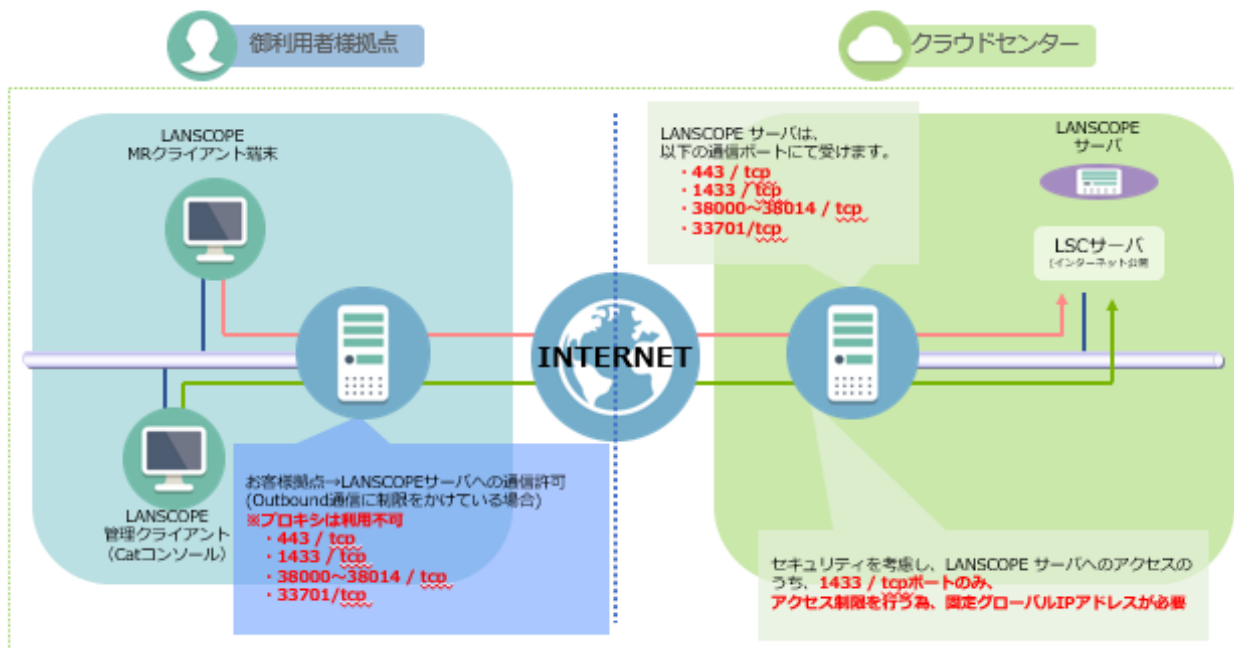 御利用者様拠点
クラウドセンター
LANSCOPE
MRクライアント端末
LANSCOPE サーバは、
以下の通信ポートにて受けます。
・443 / tcp
・1433 / tcp
・38000～38014 / tcp
・33701/tcp
LANSCOPE
サーバ
LSCサーバ
(インターネット公開
INTERNET
LANSCOPE
管理クライアント
（Catコンソール）
お客様拠点→LANSCOPEサーバへの通信許可
(Outbound通信に制限をかけている場合)
※プロキシは利用不可
・443 / tcp
・1433 / tcp
・38000～38014 / tcp
・33701/tcp
セキュリティを考慮し、LANSCOPE サーバへのアクセスの
うち、1433 / tcpポートのみ、
アクセス制限を行う為、固定グローバルIPアドレスが必要